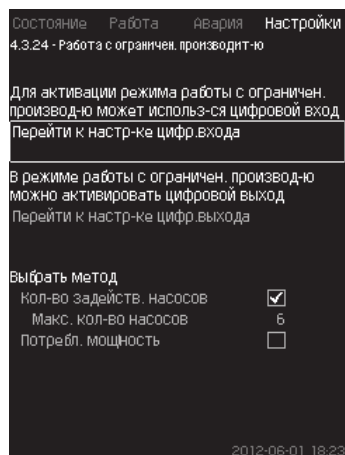 Состояние Работа Авария Настройки
4.3.24 - Работа с ограничен. производит-ю
Для активации режима работы с ограничен.
производ-ю может использ-ся цифровой вход
Перейти к настр-ке цифр.входа
В режиме работы с ограничен. производ-ю
можно активировать цифровой выход
Перейти к настр-ке цифр.выхода
Выбрать метод
Кол-во задейств. насосов
Макс. кол-во насосов 6
Потребл. мощность
2012-06-01 18:23